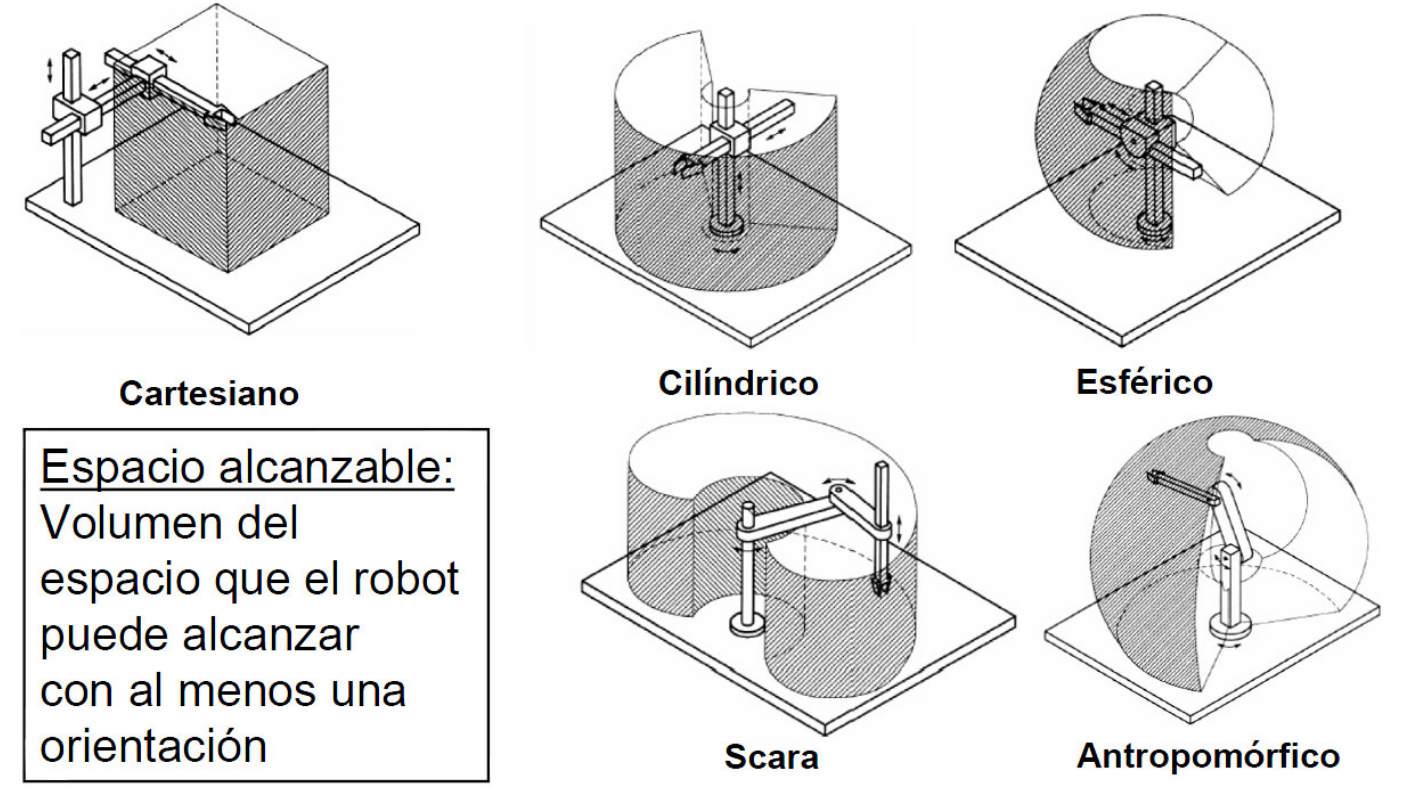 Cartesiano
Cilíndrico
Esférico
Espacio alcanzable:
Volumen del
espacio que el robot
puede alcanzar
con al menos una
orientación
Scara
Antropomórfico